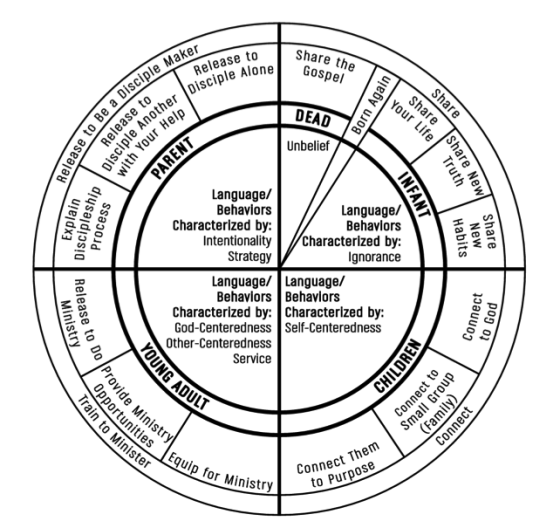 Share the
Gospel
DEAD
Unbelief
Born Again
Share
Share
Your Life
Share New
Truth
Share
New
Habits
INFANT
Language/
Behaviors
Characterized by:
Ignorance
Connect
to God
Connect to
Small Group
(Family)
Connect
Connect Them
to Purpose
CHILDREN
Language/
Behaviors
Characterized by:
Self-Centeredness
Equip for Ministry
Provide Ministry
Opportunities
Train to Minister
Release to Do
Ministry
YOUNG ADULT
Language/
Behaviors
Characterized by:
God-Centeredness
Other-Centeredness
Service
Explain
Discipleship
Process
Release to
Disciple Another
with Your Help
Release to
Disciple Alone
Release to Be a Disciple Maker
PARENT
Language/
Behaviors
Characterized by:
Intentionality
Strategy